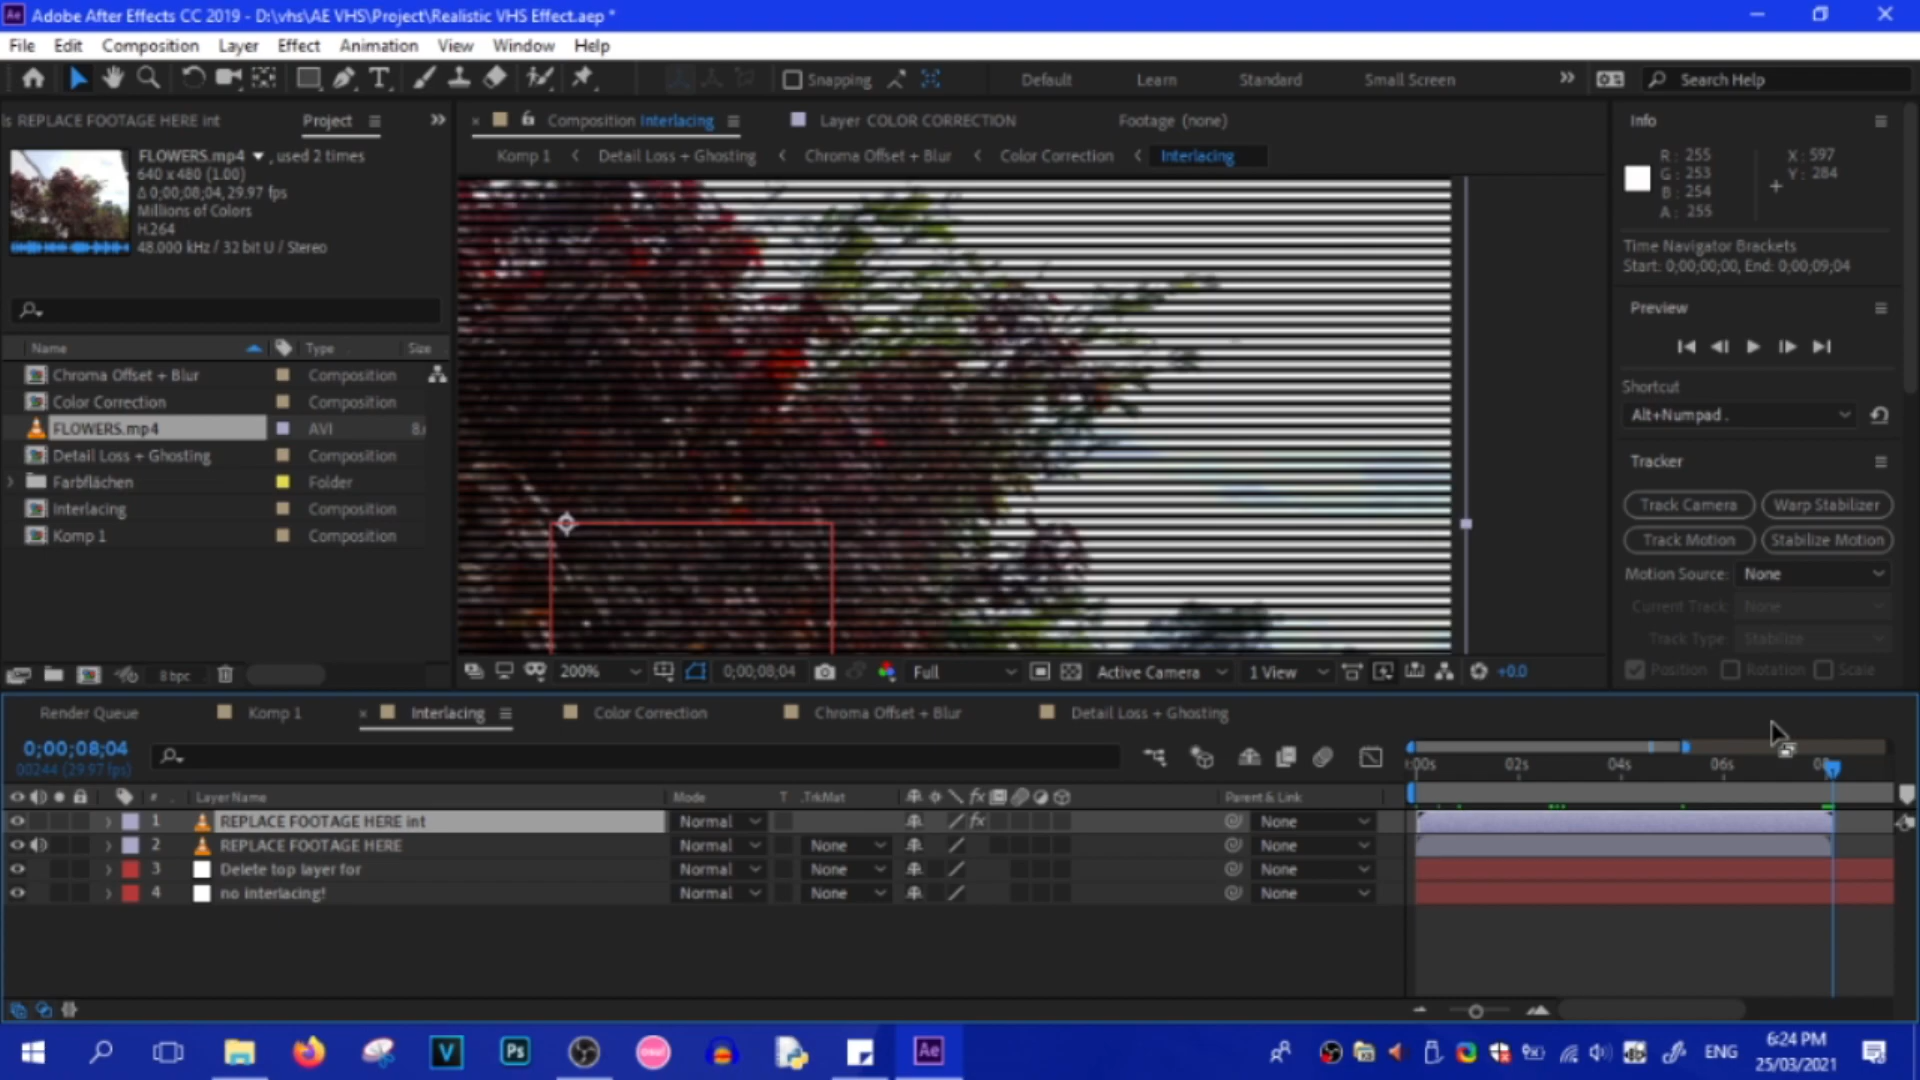 Adobe After Effects CC 2019 - D:\vhs\AE VHS\Project\Realistic VHS Effect.aep *
File Edit Composition Layer Effect Animation View Window Help
Snapping Default Learn Standard Small Screen Search Help
ls REPLACE FOOTAGE HERE int Project
FLOWERS.mp4 , used 2 times
640 x 480 (1.00)
Δ 0;00;08;04, 29.97 fps
Millions of Colors
H.264
48.000 kHz / 32 bit U / Stereo
Name Type Size
Chroma Offset + Blur Composition
Color Correction Composition
FLOWERS.mp4 AVI 8.
Detail Loss + Ghosting Composition
Farbflächen Folder
Interlacing Composition
Komp 1 Composition
8 bpc
Composition Interlacing Layer COLOR CORRECTION Footage (none)
Komp 1 Detail Loss + Ghosting Chroma Offset + Blur Color Correction Interlacing
200% 0;00;08;04 Full Active Camera 1 View +0.0
Info
R: 255 X: 597
G: 253 Y: 284
B: 254
A: 255
Time Navigator Brackets
Start: 0;00;00;00, End: 0;00;09;04
Preview
Shortcut
Alt+Numpad .
Tracker
Track Camera Warp Stabilizer
Track Motion Stabilize Motion
Motion Source: None
Current Track: None
Track Type: Stabilize
Position Rotation Scale
Render Queue Komp 1 Interlacing Color Correction Chroma Offset + Blur Detail Loss + Ghosting
0;00;08;04
00244 (29.97 fps)
:00s 02s 04s 06s 08
# Layer Name Mode T .TrkMat fx Parent & Link
1 REPLACE FOOTAGE HERE int Normal fx None
2 REPLACE FOOTAGE HERE Normal None None
3 Delete top layer for Normal None None
4 no interlacing! Normal None None
V Ps osu! Ae ENG
6:24 PM
25/03/2021